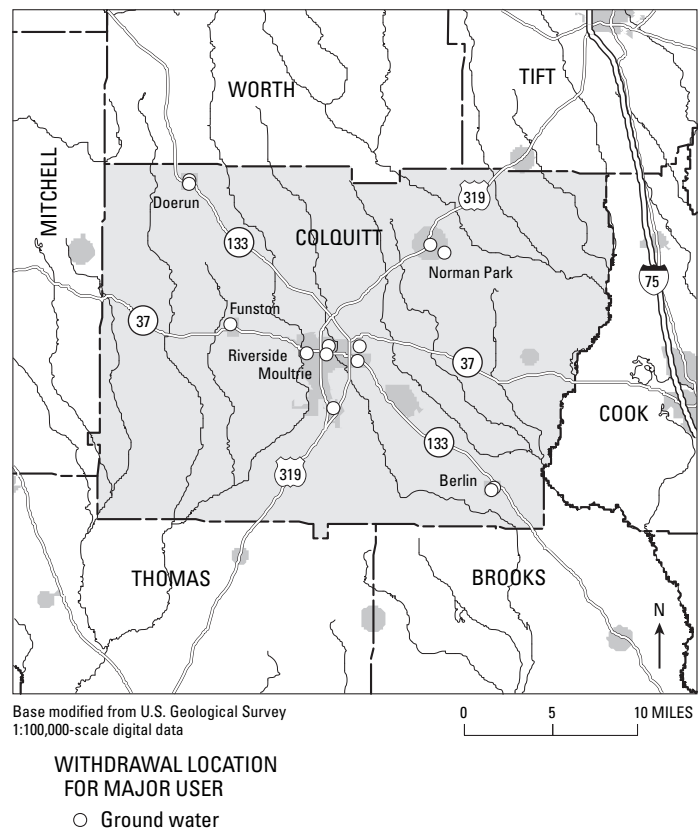 WORTH
TIFT
MITCHELL
319
Doerun
133
COLQUITT
Norman Park
75
37
Funston
Riverside
Moultrie
37
COOK
133
319
Berlin
THOMAS
BROOKS
N
Base modified from U.S. Geological Survey
1:100,000-scale digital data
0 5 10 MILES
WITHDRAWAL LOCATION
FOR MAJOR USER
Ground water